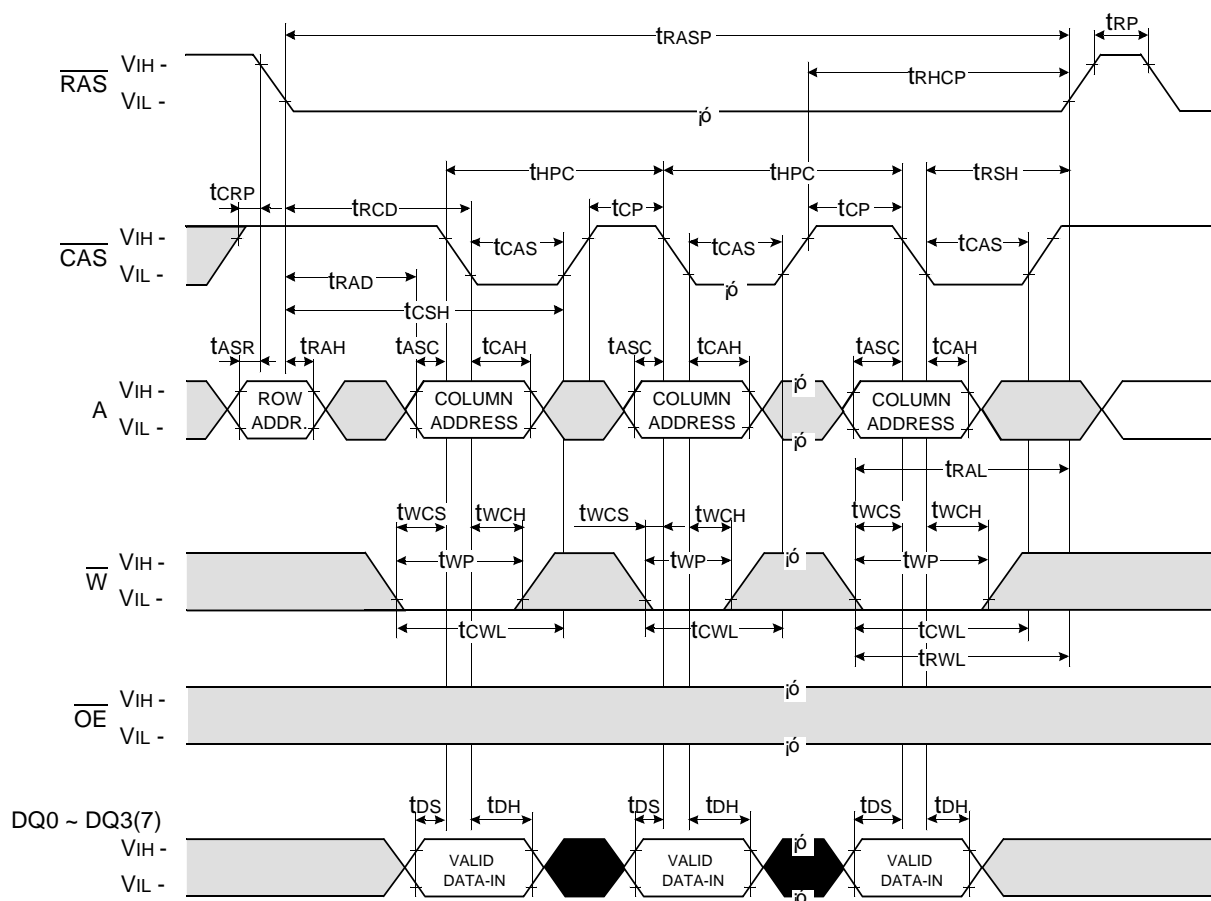 tRASP
tRP
RAS
VIH -
VIL -
tRHCP
¡ó
tHPC
tHPC
tRSH
tCRP
tRCD
tCP
tCP
CAS
VIH -
VIL -
tCAS
tCAS
tCAS
tRAD
¡ó
tCSH
tASR
tRAH
tASC
tCAH
tASC
tCAH
tASC
tCAH
A
VIH -
VIL -
ROW
ADDR.
COLUMN
ADDRESS
COLUMN
ADDRESS
¡ó
¡ó
COLUMN
ADDRESS
tRAL
tWCS
tWCH
tWCS
tWCH
tWCS
tWCH
W
VIH -
VIL -
tWP
tWP
¡ó
tWP
tCWL
tCWL
tCWL
tRWL
OE
VIH -
VIL -
¡ó
¡ó
DQ0 ~ DQ3(7)
VIH -
VIL -
tDS
tDH
tDS
tDH
tDS
tDH
VALID
DATA-IN
VALID
DATA-IN
¡ó
¡ó
VALID
DATA-IN